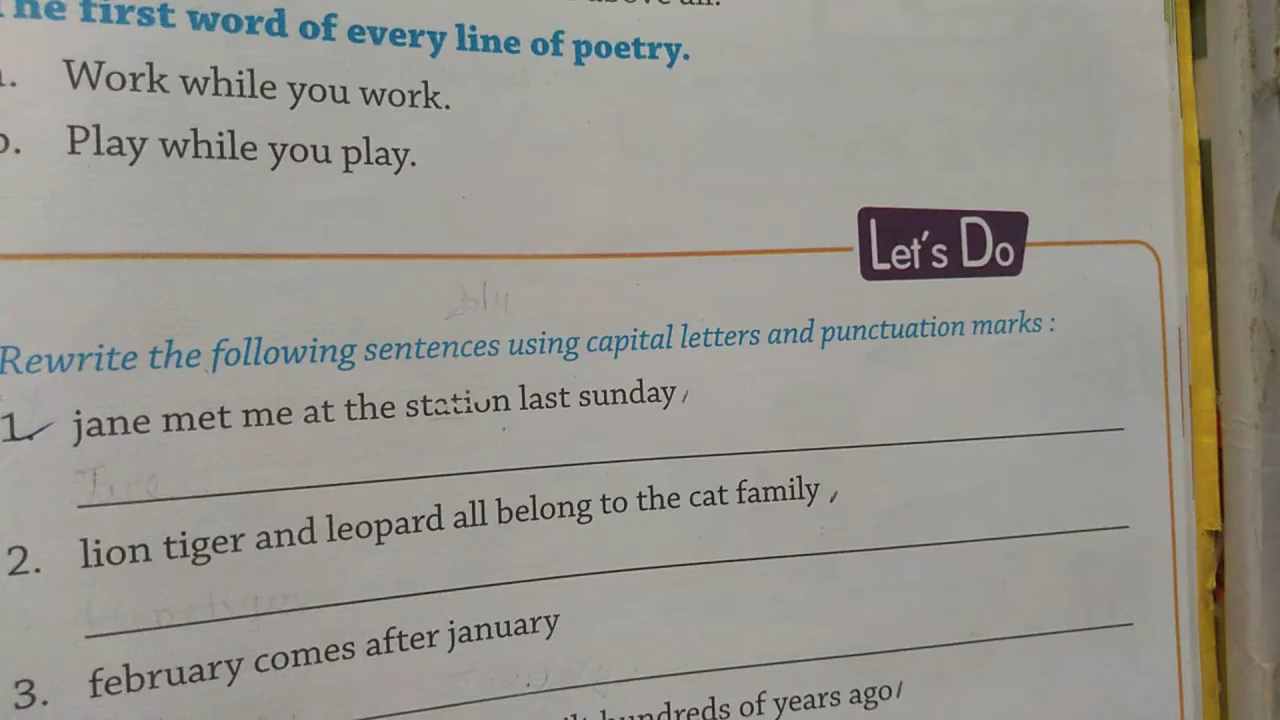 The first word of every line of poetry.
Work while you work.
Play while you play.
Let's Do
20/11
Rewrite the following sentences using capital letters and punctuation marks :
1. jane met me at the station last sunday
2. lion tiger and leopard all belong to the cat family
3. february comes after january
hundreds of years ago